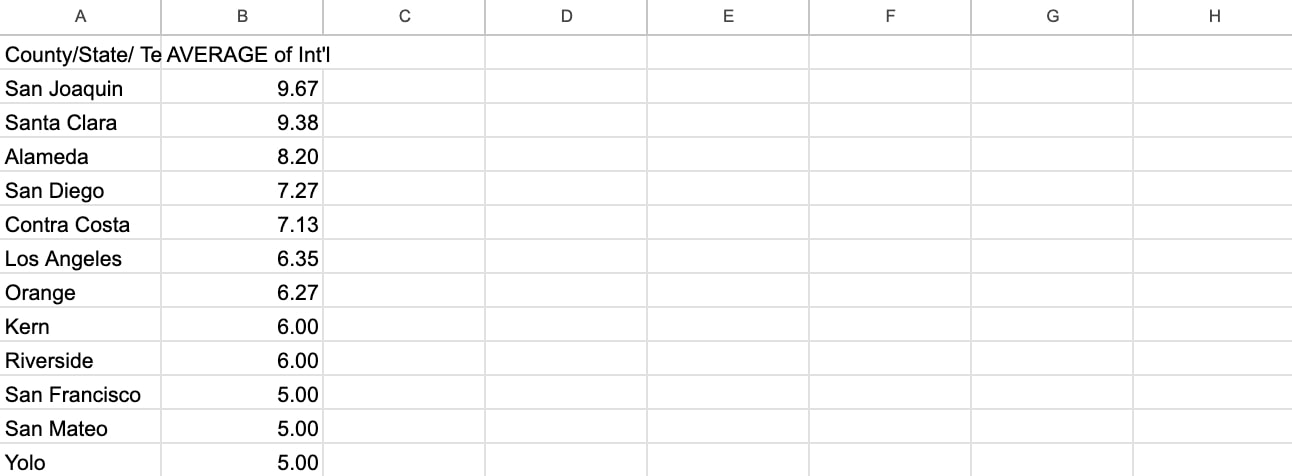 A B C D E F G H
County/State/ Te AVERAGE of Int'l
San Joaquin 9.67
Santa Clara 9.38
Alameda 8.20
San Diego 7.27
Contra Costa 7.13
Los Angeles 6.35
Orange 6.27
Kern 6.00
Riverside 6.00
San Francisco 5.00
San Mateo 5.00
Yolo 5.00